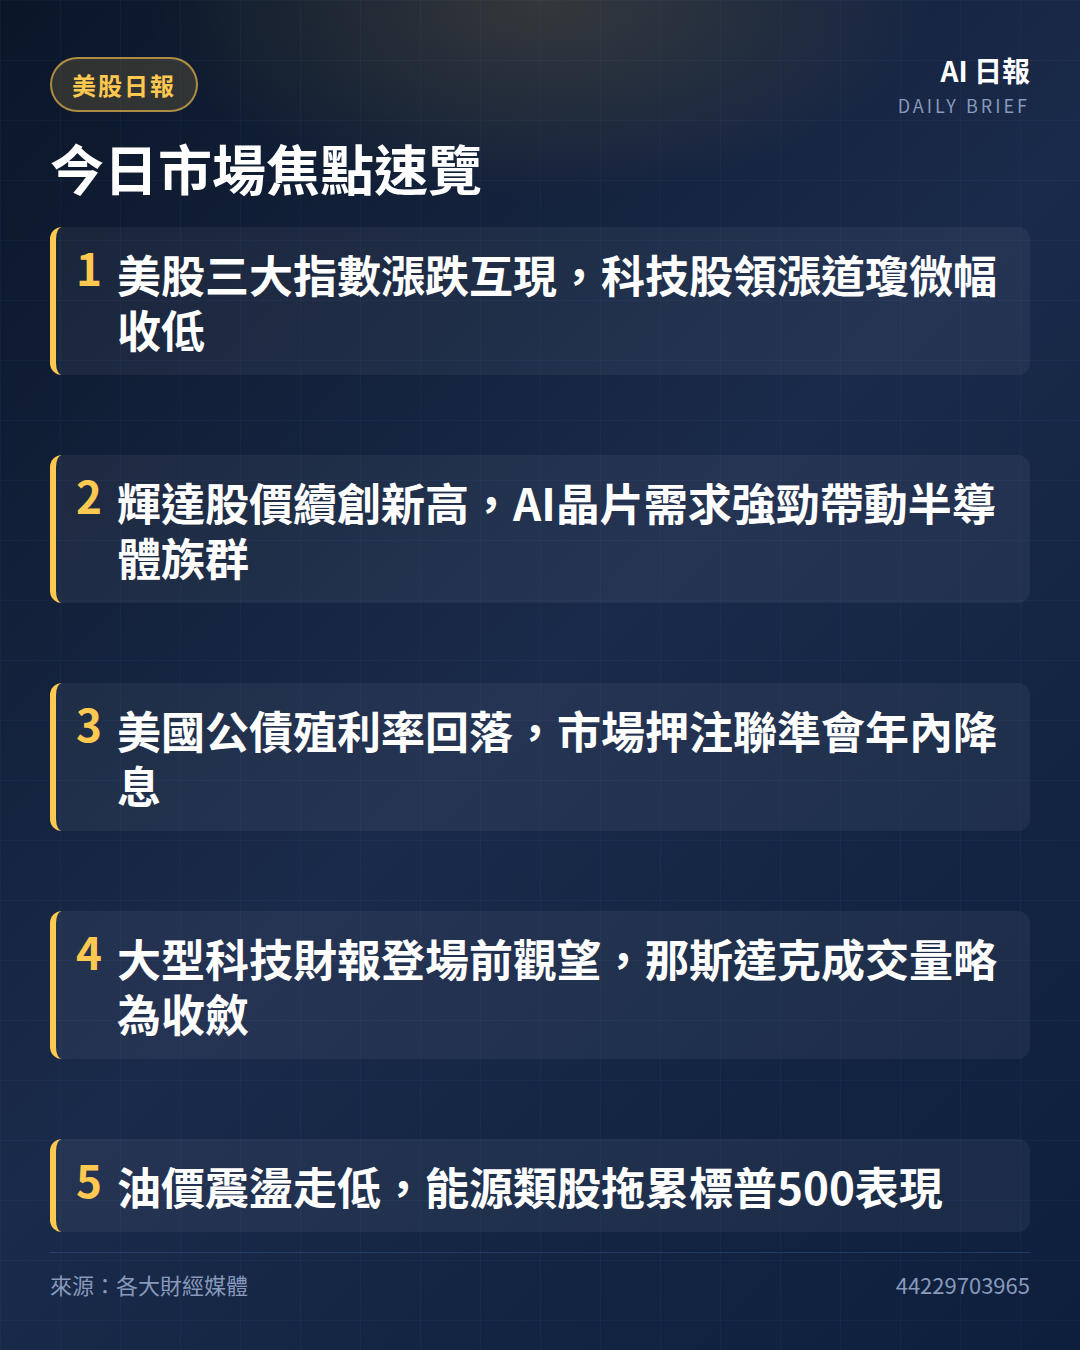 美股日報
AI 日報
DAILY BRIEF
今日市場焦點速覽
1 美股三大指數漲跌互現，科技股領漲道瓊微幅
收低
2 輝達股價續創新高，AI晶片需求強勁帶動半導
體族群
3 美國公債殖利率回落，市場押注聯準會年內降
息
4 大型科技財報登場前觀望，那斯達克成交量略
為收斂
5 油價震盪走低，能源類股拖累標普500表現
來源：各大財經媒體
44229703965